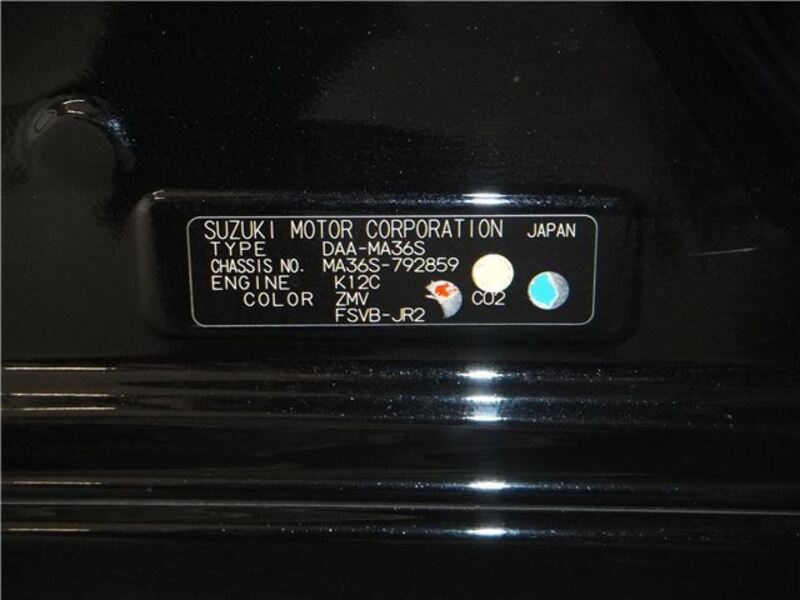 SUZUKI MOTOR CORPORATION JAPAN
TYPE DAA-MA36S
CHASSIS NO. MA36S-792859
ENGINE K12C
COLOR ZMV C02
FSVB-JR2